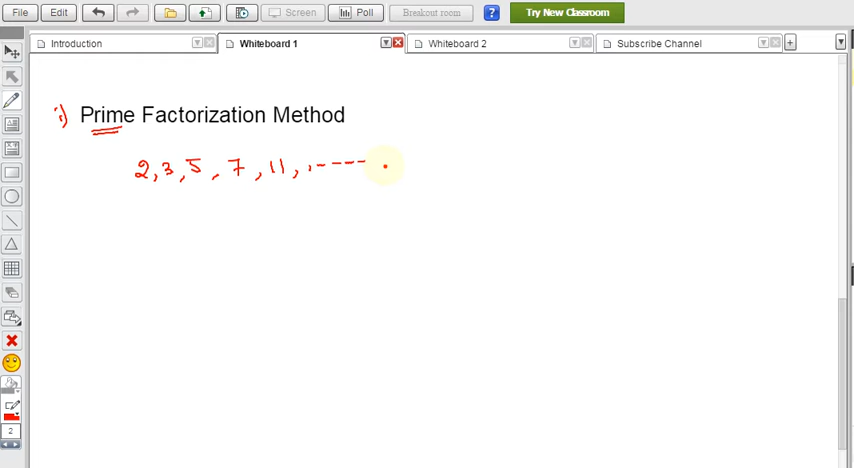 File Edit Screen Poll Breakout room ? Try New Classroom
Introduction Whiteboard 1 Whiteboard 2 Subscribe Channel +
i) Prime Factorization Method
2, 3, 5, 7, 11, , -----
2